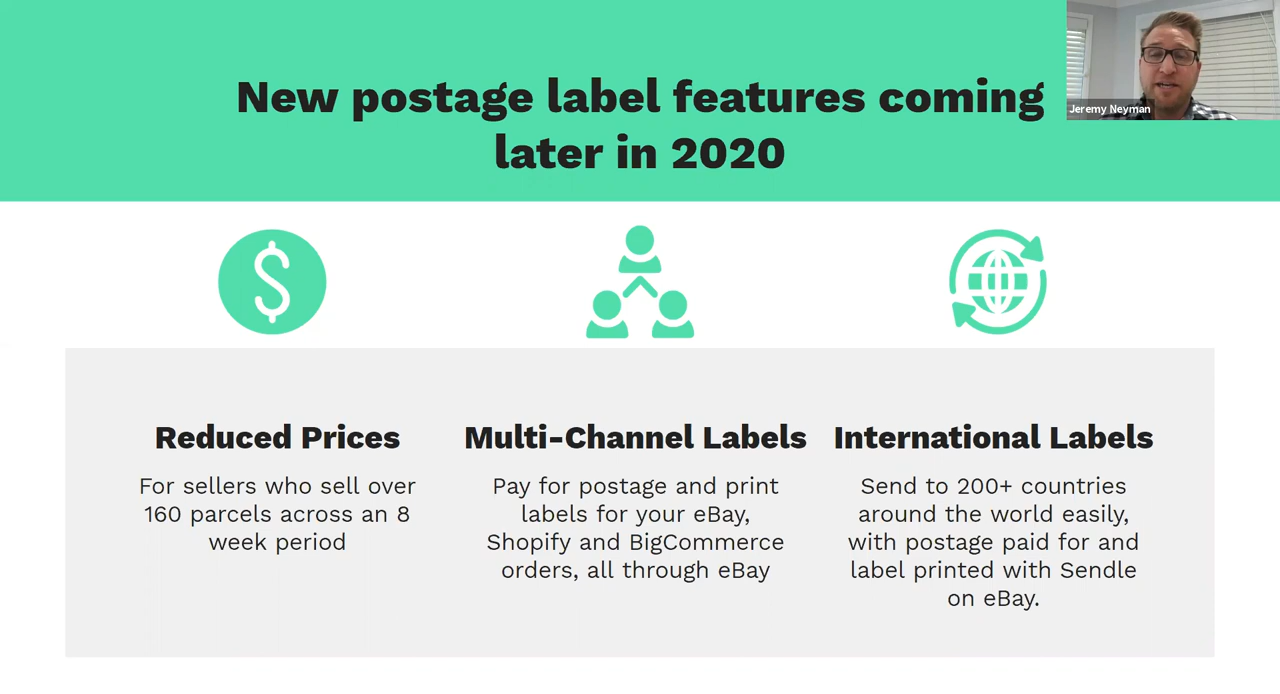 New postage label features coming
later in 2020
Jeremy Neyman
Reduced Prices
For sellers who sell over
160 parcels across an 8
week period
Multi-Channel Labels
Pay for postage and print
labels for your eBay,
Shopify and BigCommerce
orders, all through eBay
International Labels
Send to 200+ countries
around the world easily,
with postage paid for and
label printed with Sendle
on eBay.